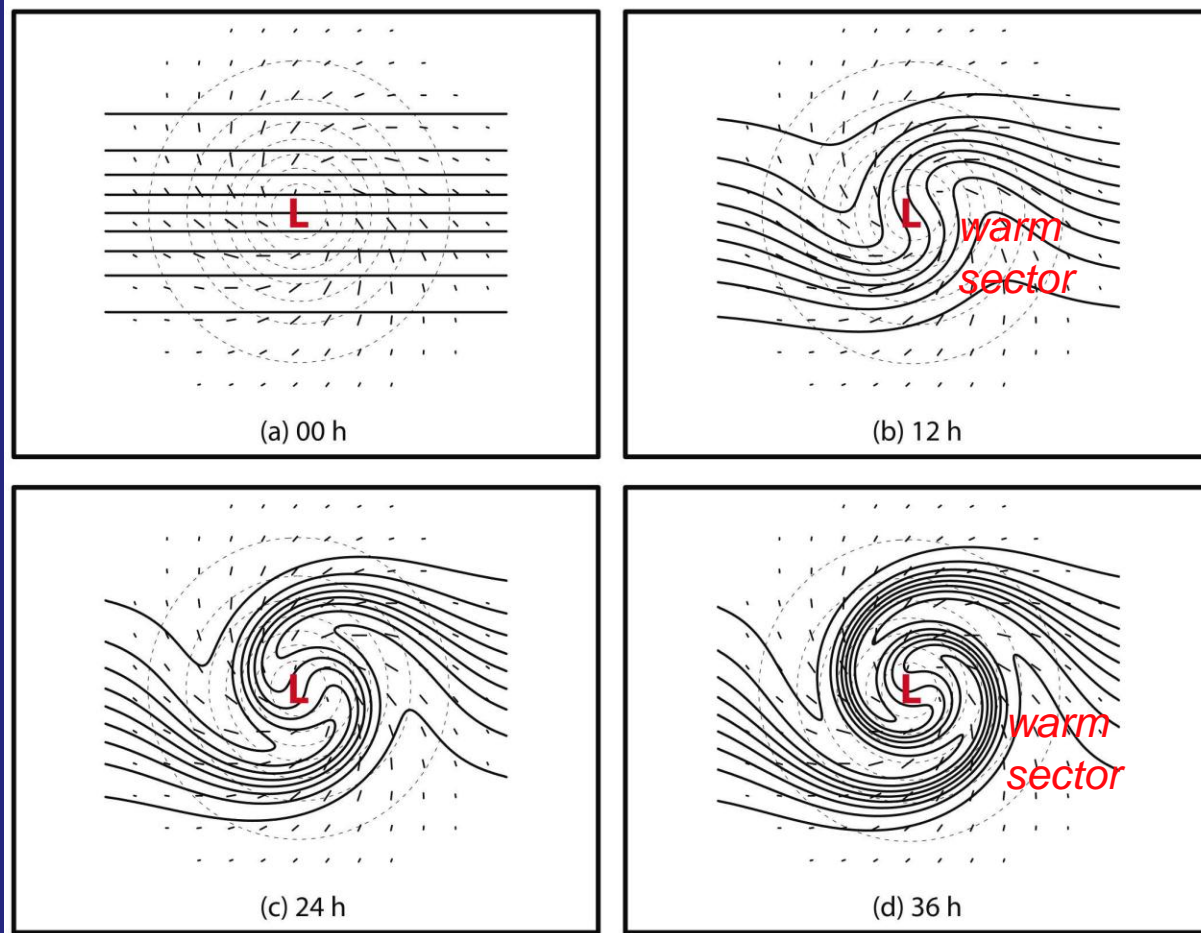 L
warm
sector
(a) 00 h
(b) 12 h
L
L
warm
sector
(c) 24 h
(d) 36 h
L